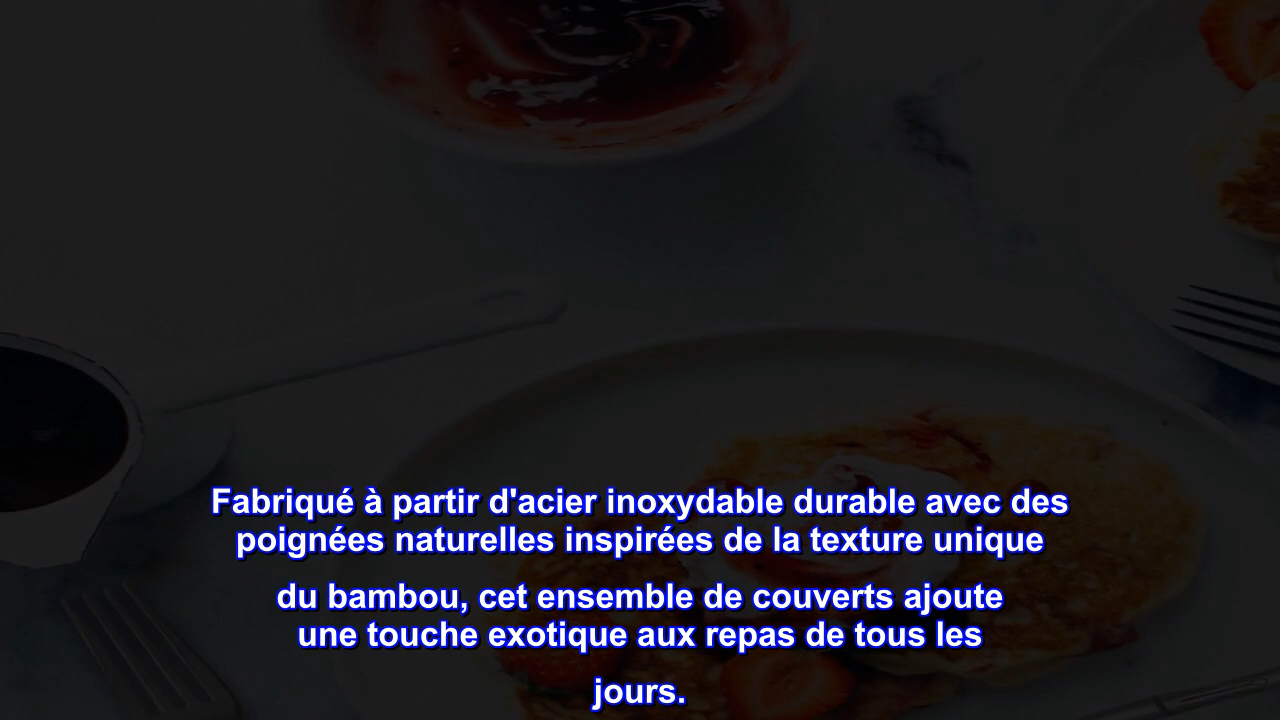 Fabriqué à partir d'acier inoxydable durable avec des
poignées naturelles inspirées de la texture unique
du bambou, cet ensemble de couverts ajoute
une touche exotique aux repas de tous les
jours.